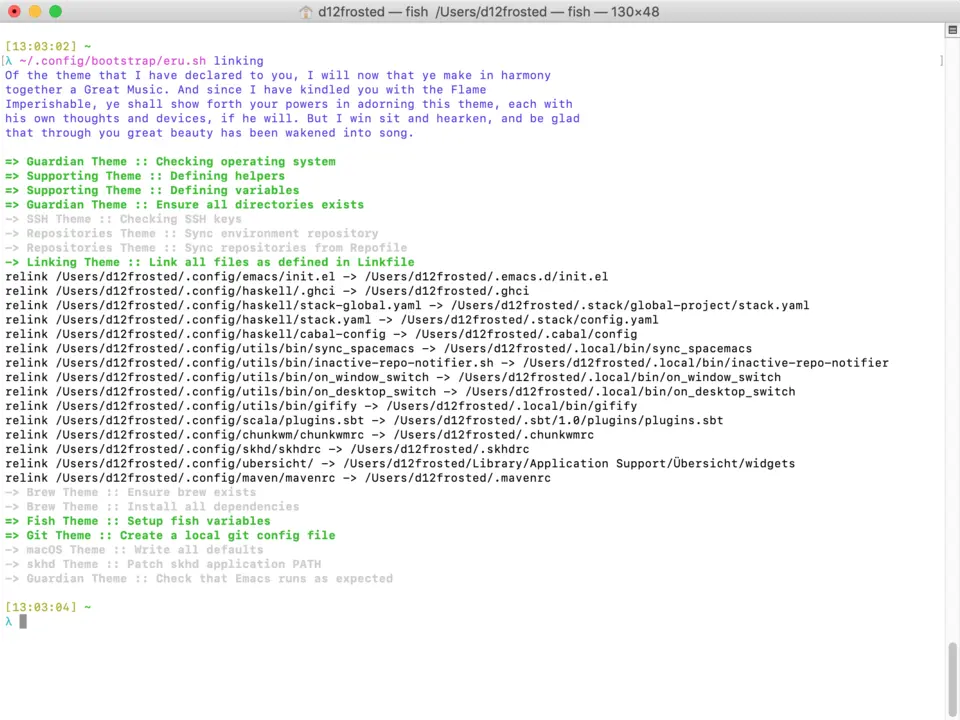 d12frosted — fish  /Users/d12frosted — fish — 130×48
[13:03:02] ~
λ ~/.config/bootstrap/eru.sh linking
Of the theme that I have declared to you, I will now that ye make in harmony
together a Great Music. And since I have kindled you with the Flame
Imperishable, ye shall show forth your powers in adorning this theme, each with
his own thoughts and devices, if he will. But I win sit and hearken, and be glad
that through you great beauty has been wakened into song.
=> Guardian Theme :: Checking operating system
=> Supporting Theme :: Defining helpers
=> Supporting Theme :: Defining variables
=> Guardian Theme :: Ensure all directories exists
-> SSH Theme :: Checking SSH keys
-> Repositories Theme :: Sync environment repository
-> Repositories Theme :: Sync repositories from Repofile
-> Linking Theme :: Link all files as defined in Linkfile
relink /Users/d12frosted/.config/emacs/init.el -> /Users/d12frosted/.emacs.d/init.el
relink /Users/d12frosted/.config/haskell/.ghci -> /Users/d12frosted/.ghci
relink /Users/d12frosted/.config/haskell/stack-global.yaml -> /Users/d12frosted/.stack/global-project/stack.yaml
relink /Users/d12frosted/.config/haskell/stack.yaml -> /Users/d12frosted/.stack/config.yaml
relink /Users/d12frosted/.config/haskell/cabal-config -> /Users/d12frosted/.cabal/config
relink /Users/d12frosted/.config/utils/bin/sync_spacemacs -> /Users/d12frosted/.local/bin/sync_spacemacs
relink /Users/d12frosted/.config/utils/bin/inactive-repo-notifier.sh -> /Users/d12frosted/.local/bin/inactive-repo-notifier
relink /Users/d12frosted/.config/utils/bin/on_window_switch -> /Users/d12frosted/.local/bin/on_window_switch
relink /Users/d12frosted/.config/utils/bin/on_desktop_switch -> /Users/d12frosted/.local/bin/on_desktop_switch
relink /Users/d12frosted/.config/utils/bin/gifify -> /Users/d12frosted/.local/bin/gifify
relink /Users/d12frosted/.config/scala/plugins.sbt -> /Users/d12frosted/.sbt/1.0/plugins/plugins.sbt
relink /Users/d12frosted/.config/chunkwm/chunkwmrc -> /Users/d12frosted/.chunkwmrc
relink /Users/d12frosted/.config/skhd/skhdrc -> /Users/d12frosted/.skhdrc
relink /Users/d12frosted/.config/ubersicht/ -> /Users/d12frosted/Library/Application Support/Übersicht/widgets
relink /Users/d12frosted/.config/maven/mavenrc -> /Users/d12frosted/.mavenrc
-> Brew Theme :: Ensure brew exists
-> Brew Theme :: Install all dependencies
=> Fish Theme :: Setup fish variables
=> Git Theme :: Create a local git config file
-> macOS Theme :: Write all defaults
-> skhd Theme :: Patch skhd application PATH
-> Guardian Theme :: Check that Emacs runs as expected
[13:03:04] ~
λ